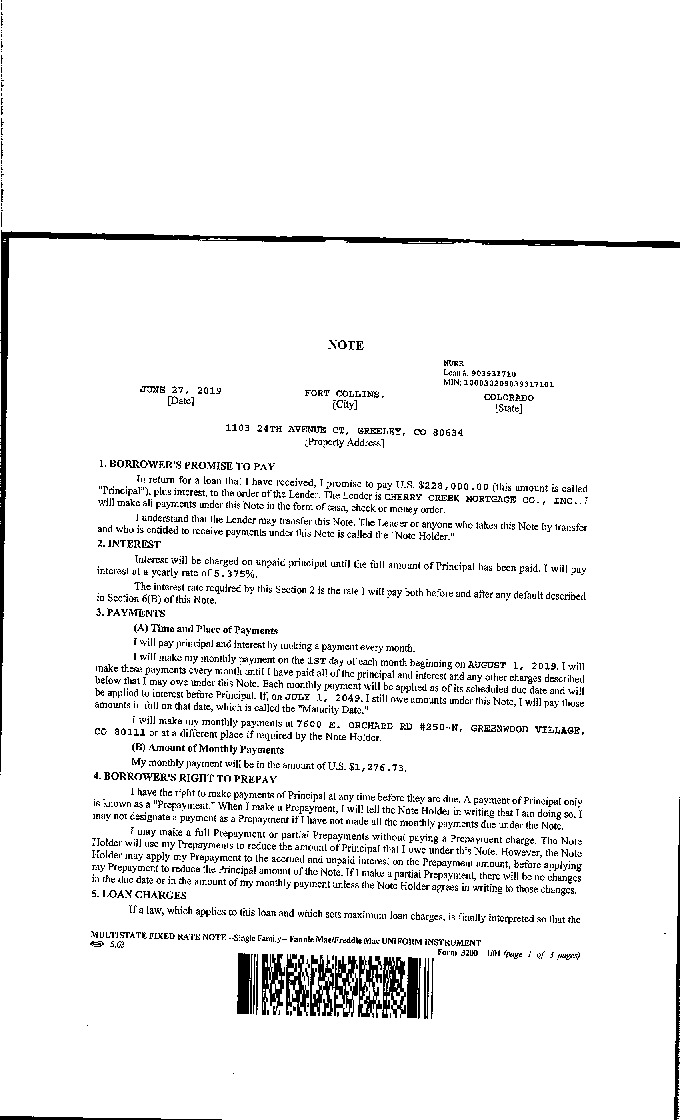 NOTE
NURR
Loan #: 903932710
MIN: 100030209039317101
JUNE 27, 2019 FORT COLLINS, COLORADO
[Date] [City] [State]
1103 24TH AVENUE CT, GREELEY, CO 80634
[Property Address]
1. BORROWER'S PROMISE TO PAY
In return for a loan that I have received, I promise to pay U.S. $228,000.00 (this amount is called
"Principal"), plus interest, to the order of the Lender. The Lender is CHERRY CREEK MORTGAGE CO., INC.. I
will make all payments under this Note in the form of cash, check or money order.
I understand that the Lender may transfer this Note. The Lender or anyone who takes this Note by transfer
and who is entitled to receive payments under this Note is called the "Note Holder."
2. INTEREST
Interest will be charged on unpaid principal until the full amount of Principal has been paid. I will pay
interest at a yearly rate of 5.375%.
The interest rate required by this Section 2 is the rate I will pay both before and after any default described
in Section 6(B) of this Note.
3. PAYMENTS
(A) Time and Place of Payments
I will pay principal and interest by making a payment every month.
I will make my monthly payment on the 1ST day of each month beginning on AUGUST 1, 2019. I will
make these payments every month until I have paid all of the principal and interest and any other charges described
below that I may owe under this Note. Each monthly payment will be applied as of its scheduled due date and will
be applied to interest before Principal. If, on JULY 1, 2049, I still owe amounts under this Note, I will pay those
amounts in full on that date, which is called the "Maturity Date."
I will make my monthly payments at 7600 E. ORCHARD RD #250-N, GREENWOOD VILLAGE,
CO 80111 or at a different place if required by the Note Holder.
(B) Amount of Monthly Payments
My monthly payment will be in the amount of U.S. $1,276.73.
4. BORROWER'S RIGHT TO PREPAY
I have the right to make payments of Principal at any time before they are due. A payment of Principal only
is known as a "Prepayment." When I make a Prepayment, I will tell the Note Holder in writing that I am doing so. I
may not designate a payment as a Prepayment if I have not made all the monthly payments due under the Note.
I may make a full Prepayment or partial Prepayments without paying a Prepayment charge. The Note
Holder will use my Prepayments to reduce the amount of Principal that I owe under this Note. However, the Note
Holder may apply my Prepayment to the accrued and unpaid interest on the Prepayment amount, before applying
my Prepayment to reduce the Principal amount of the Note. If I make a partial Prepayment, there will be no changes
in the due date or in the amount of my monthly payment unless the Note Holder agrees in writing to those changes.
5. LOAN CHARGES
If a law, which applies to this loan and which sets maximum loan charges, is finally interpreted so that the
MULTISTATE FIXED RATE NOTE--Single Family--Fannie Mae/Freddie Mac UNIFORM INSTRUMENT
Form 3200 1/01 (page 1 of 3 pages)